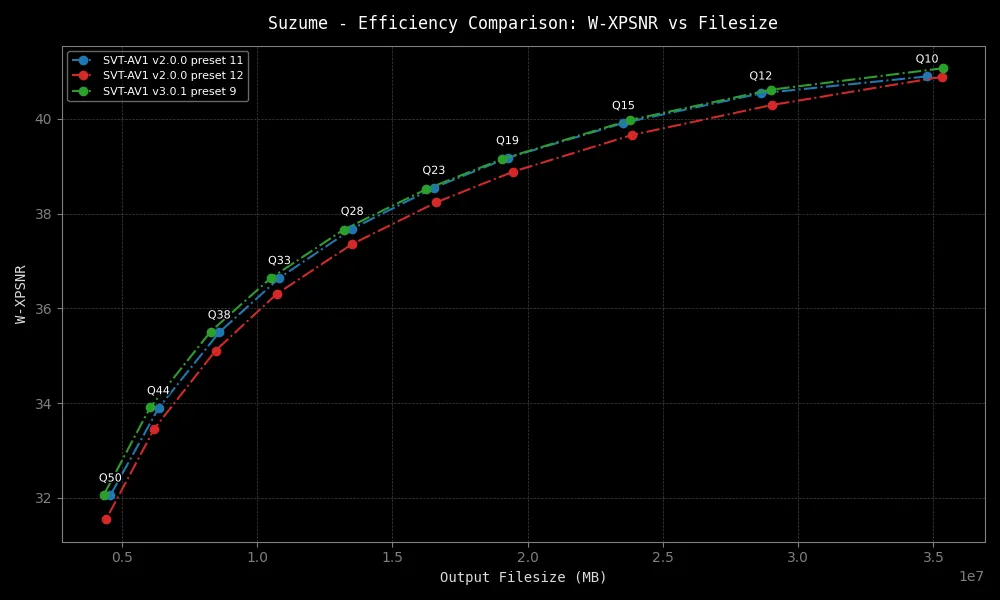 Suzume - Efficiency Comparison: W-XPSNR vs Filesize
SVT-AV1 v2.0.0 preset 11
SVT-AV1 v2.0.0 preset 12
SVT-AV1 v3.0.1 preset 9
Q10
Q12
Q15
Q19
Q23
Q28
Q33
Q38
Q44
Q50
40
38
36
34
32
W-XPSNR
0.5 1.0 1.5 2.0 2.5 3.0 3.5
1e7
Output Filesize (MB)